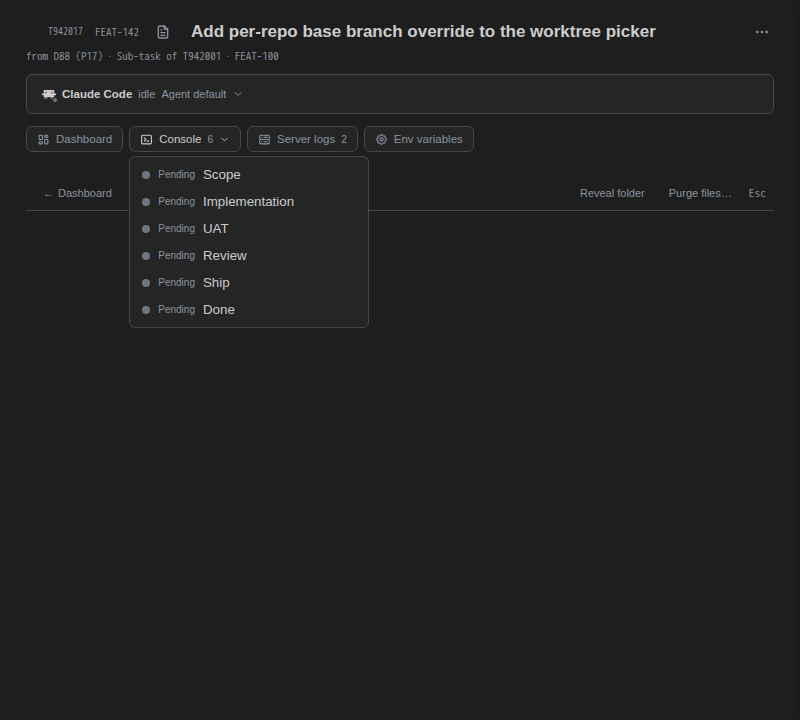 T942017 FEAT-142 Add per-repo base branch override to the worktree picker
from D88 (P17) · Sub-task of T942001 · FEAT-100
Claude Code idle Agent default
Dashboard Console 6 Server logs 2 Env variables
← Dashboard Reveal folder Purge files… Esc
Pending Scope
Pending Implementation
Pending UAT
Pending Review
Pending Ship
Pending Done